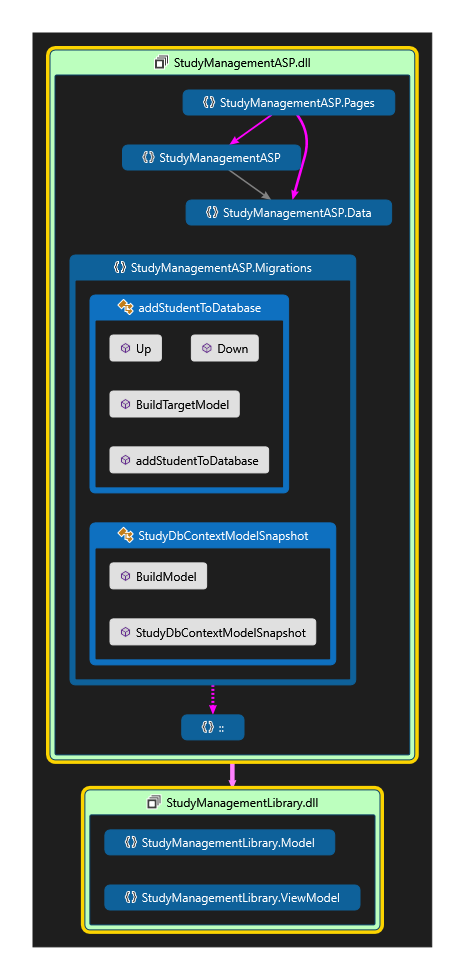 StudyManagementASP.dll
StudyManagementASP.Pages
StudyManagementASP
StudyManagementASP.Data
StudyManagementASP.Migrations
addStudentToDatabase
Up
Down
BuildTargetModel
addStudentToDatabase
StudyDbContextModelSnapshot
BuildModel
StudyDbContextModelSnapshot
::
StudyManagementLibrary.dll
StudyManagementLibrary.Model
StudyManagementLibrary.ViewModel